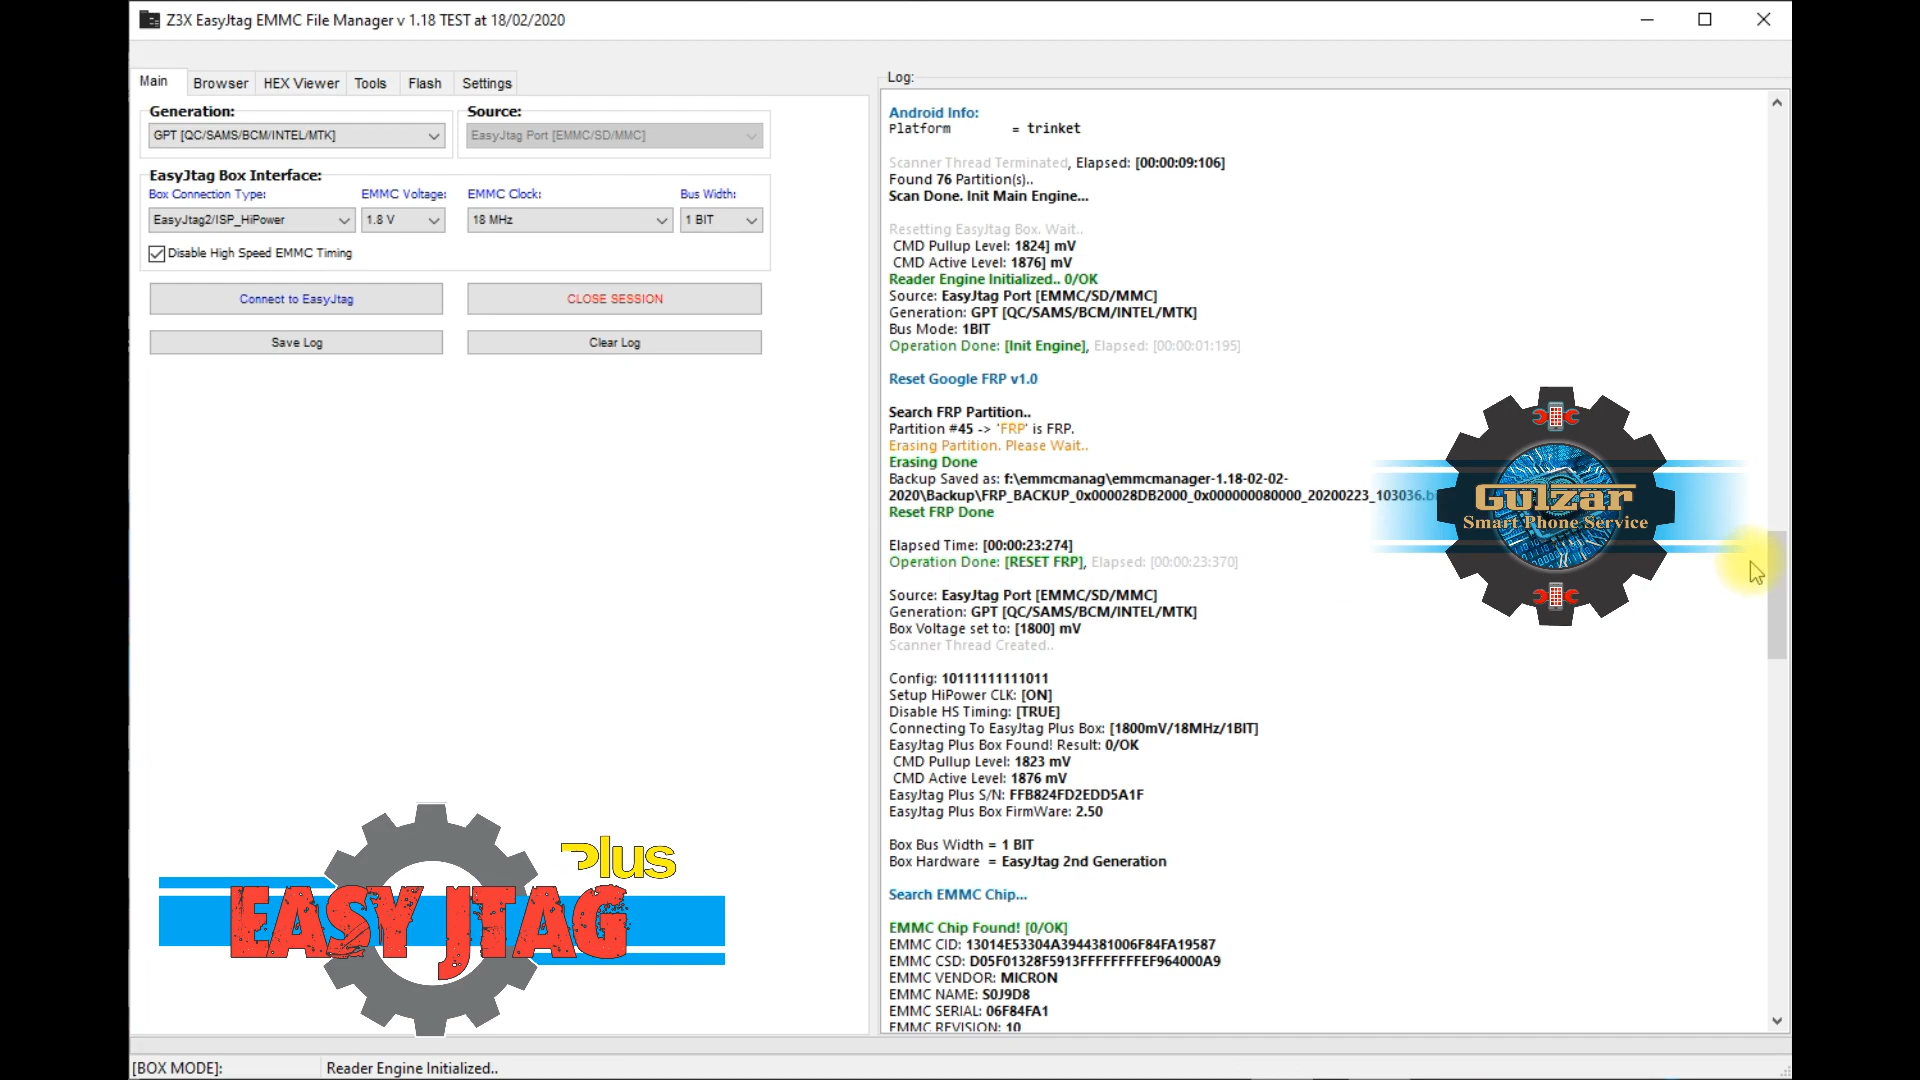 Z3X EasyJtag EMMC File Manager v 1.18 TEST at 18/02/2020
Main Browser HEX Viewer Tools Flash Settings
Generation: Source:
GPT [QC/SAMS/BCM/INTEL/MTK] EasyJtag Port [EMMC/SD/MMC]
EasyJtag Box Interface:
Box Connection Type: EMMC Voltage: EMMC Clock: Bus Width:
EasyJtag2/ISP_HiPower 1.8 V 18 MHz 1 BIT
Disable High Speed EMMC Timing
Connect to EasyJtag CLOSE SESSION
Save Log Clear Log
Plus
EASY JTAG
Log:
Android Info:
Platform = trinket
Scanner Thread Terminated, Elapsed: [00:00:09:106]
Found 76 Partition(s)..
Scan Done. Init Main Engine...
Resetting EasyJtag Box. Wait..
CMD Pullup Level: 1824] mV
CMD Active Level: 1876] mV
Reader Engine Initialized.. 0/OK
Source: EasyJtag Port [EMMC/SD/MMC]
Generation: GPT [QC/SAMS/BCM/INTEL/MTK]
Bus Mode: 1BIT
Operation Done: [Init Engine], Elapsed: [00:00:01:195]
Reset Google FRP v1.0
Search FRP Partition..
Partition #45 -> 'FRP' is FRP.
Erasing Partition. Please Wait..
Erasing Done
Backup Saved as: f:\emmcmanag\emmcmanager-1.18-02-02-
2020\Backup\FRP_BACKUP_0x000028DB2000_0x000000080000_20200223_103036.b
Reset FRP Done
Elapsed Time: [00:00:23:274]
Operation Done: [RESET FRP], Elapsed: [00:00:23:370]
Source: EasyJtag Port [EMMC/SD/MMC]
Generation: GPT [QC/SAMS/BCM/INTEL/MTK]
Box Voltage set to: [1800] mV
Scanner Thread Created..
Config: 10111111111011
Setup HiPower CLK: [ON]
Disable HS Timing: [TRUE]
Connecting To EasyJtag Plus Box: [1800mV/18MHz/1BIT]
EasyJtag Plus Box Found! Result: 0/OK
CMD Pullup Level: 1823 mV
CMD Active Level: 1876 mV
EasyJtag Plus S/N: FFB824FD2EDD5A1F
EasyJtag Plus Box FirmWare: 2.50
Box Bus Width = 1 BIT
Box Hardware = EasyJtag 2nd Generation
Search EMMC Chip...
EMMC Chip Found! [0/OK]
EMMC CID: 13014E53304A3944381006F84FA19587
EMMC CSD: D05F01328F5913FFFFFFFFEF964000A9
EMMC VENDOR: MICRON
EMMC NAME: S0J9D8
EMMC SERIAL: 06F84FA1
EMMC REVISION: 10
Gulzar
Smart Phone Service
[BOX MODE]: Reader Engine Initialized..